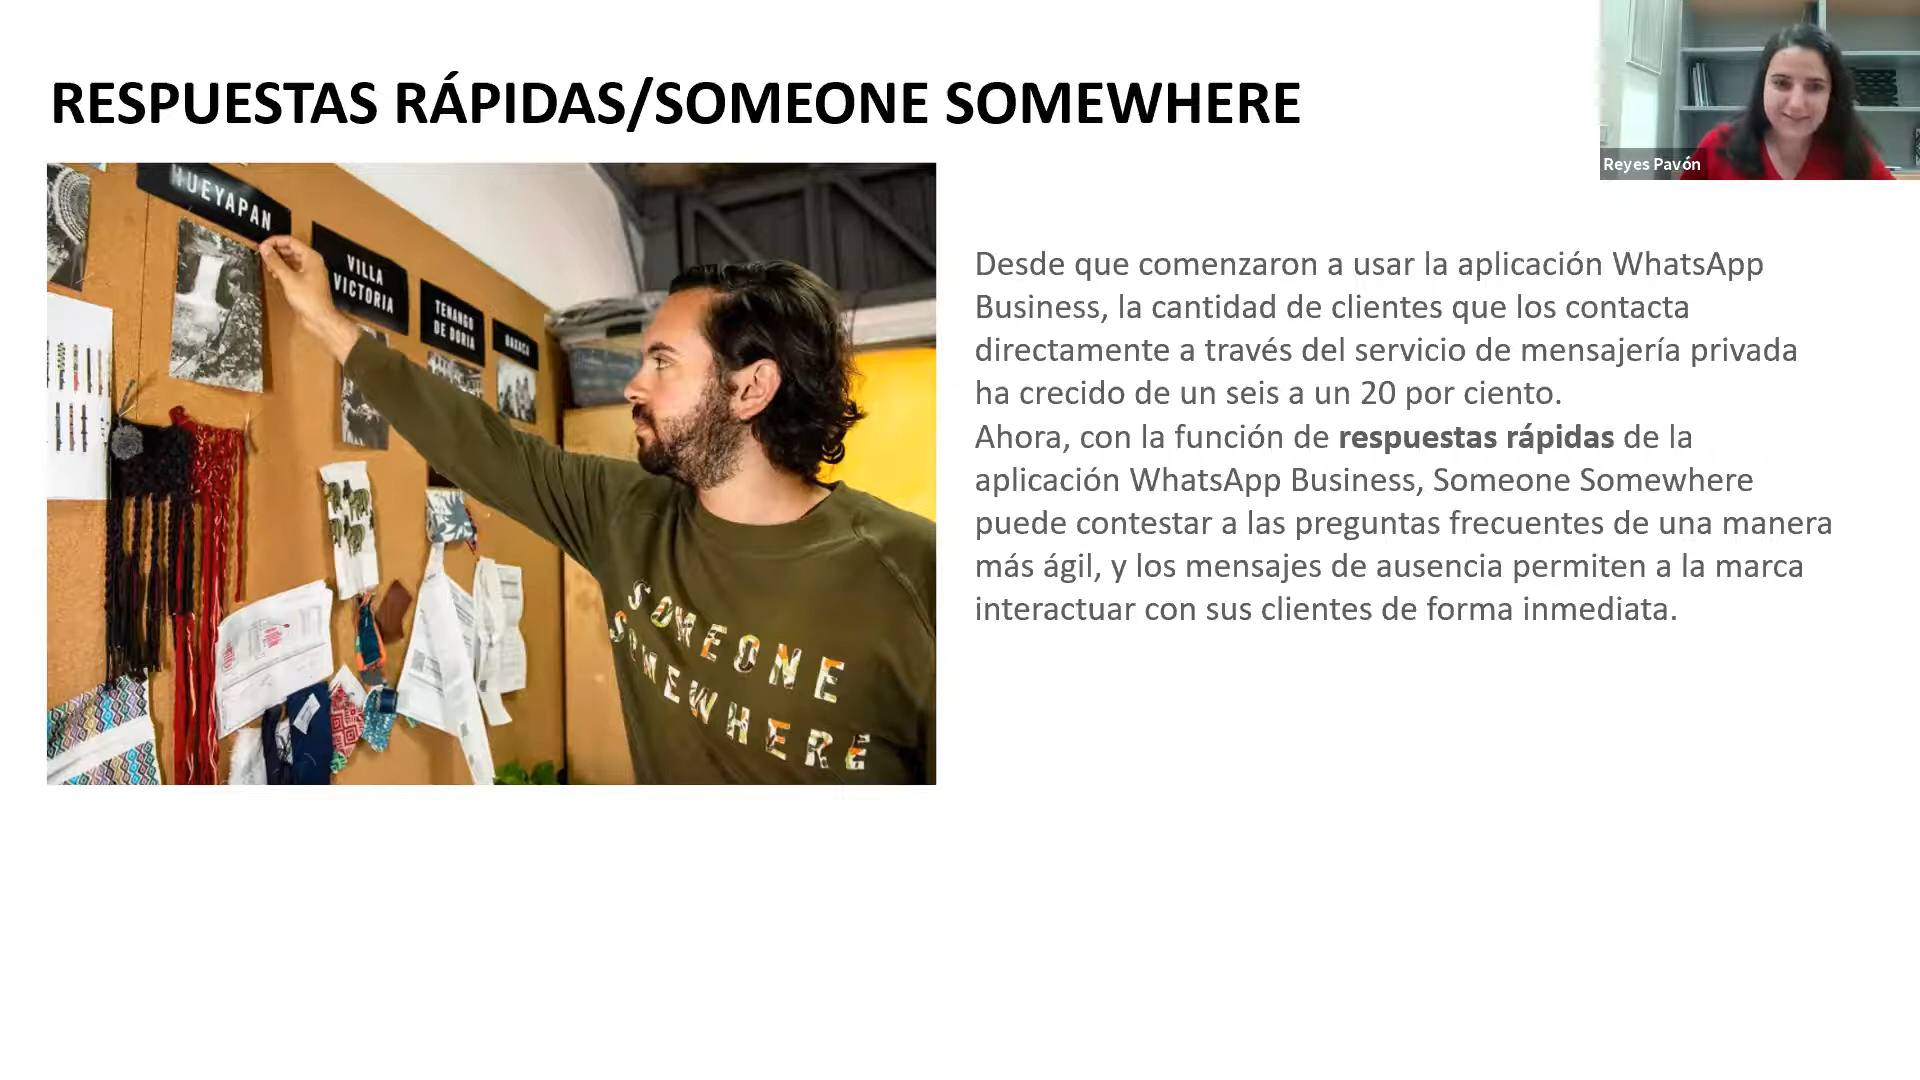 RESPUESTAS RÁPIDAS/SOMEONE SOMEWHERE
Reyes Pavón
HUEYAPAN
VILLA
VICTORIA
TENANGO
DE DORIA
OAXACA
SOMEONE
SOMEWHERE
Desde que comenzaron a usar la aplicación WhatsApp
Business, la cantidad de clientes que los contacta
directamente a través del servicio de mensajería privada
ha crecido de un seis a un 20 por ciento.
Ahora, con la función de respuestas rápidas de la
aplicación WhatsApp Business, Someone Somewhere
puede contestar a las preguntas frecuentes de una manera
más ágil, y los mensajes de ausencia permiten a la marca
interactuar con sus clientes de forma inmediata.